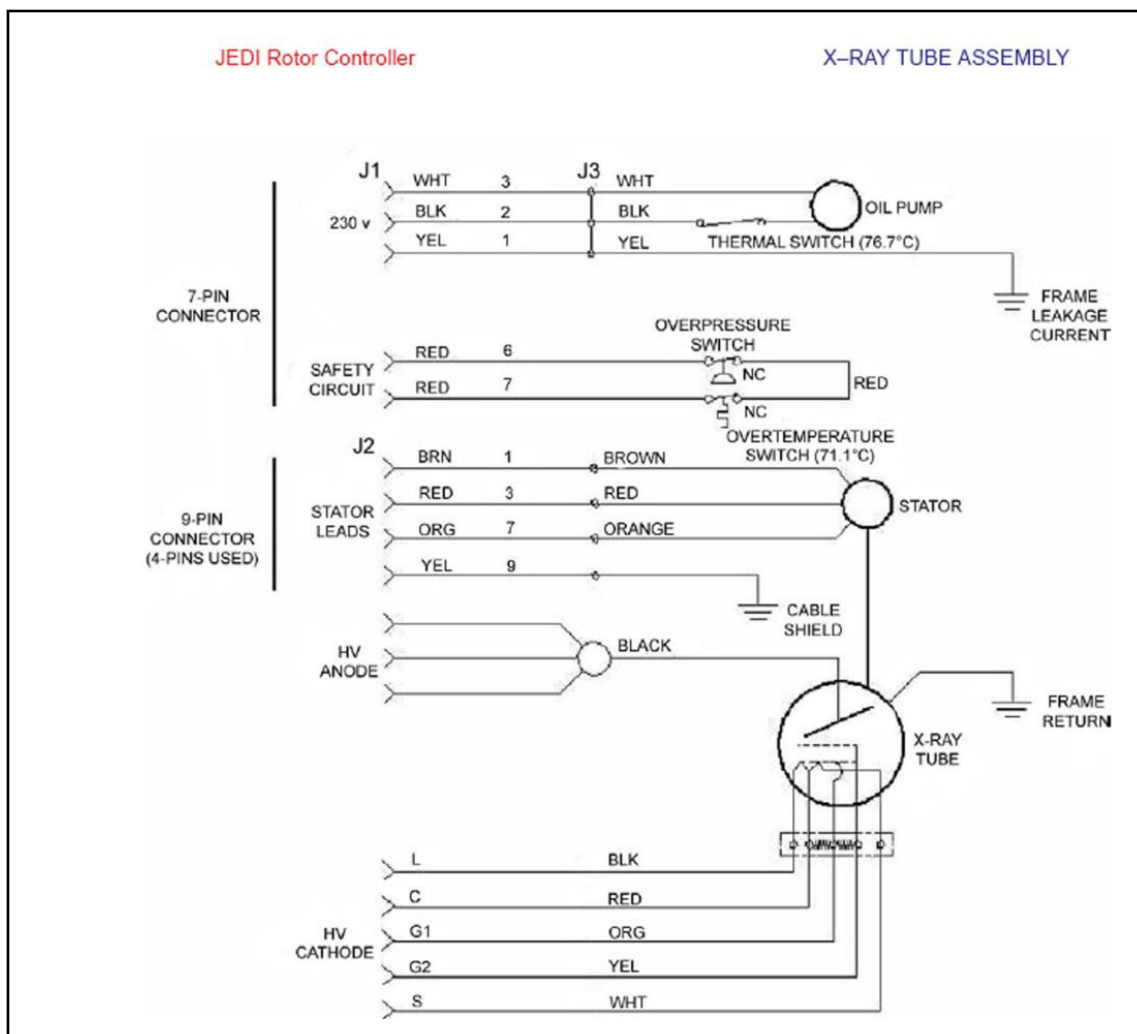 JEDI Rotor Controller
X–RAY TUBE ASSEMBLY
J1
J3
WHT 3 WHT
OIL PUMP
230 v
BLK 2 BLK
THERMAL SWITCH (76.7°C)
YEL 1 YEL
7-PIN
CONNECTOR
FRAME
LEAKAGE
CURRENT
OVERPRESSURE
SWITCH
NC
SAFETY
CIRCUIT
RED 6
RED 7
RED
NC
OVERTEMPERATURE
SWITCH (71.1°C)
J2
BRN 1 BROWN
RED 3 RED
STATOR
STATOR
LEADS
ORG 7 ORANGE
9-PIN
CONNECTOR
(4-PINS USED)
YEL 9
CABLE
SHIELD
HV
ANODE
BLACK
FRAME
RETURN
X-RAY
TUBE
L BLK
C RED
G1 ORG
HV
CATHODE
G2 YEL
S WHT